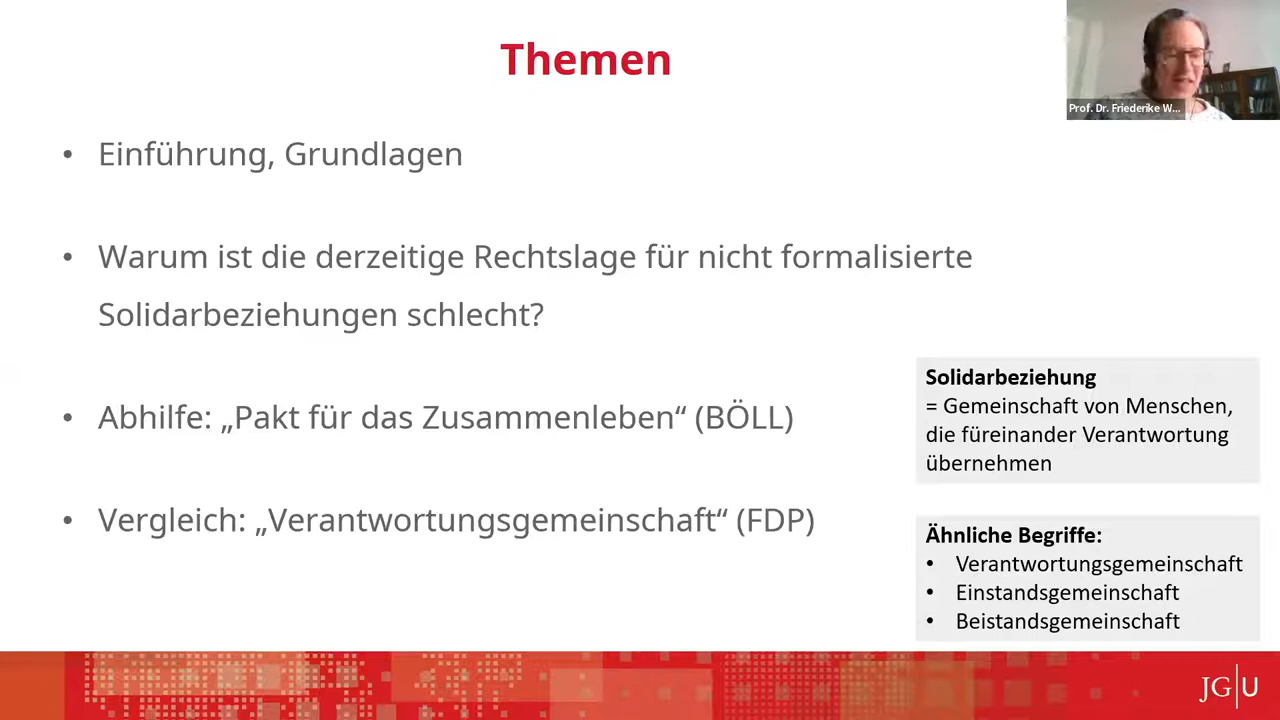 Themen
Prof. Dr. Friederike W...
• Einführung, Grundlagen
• Warum ist die derzeitige Rechtslage für nicht formalisierte
Solidarbeziehungen schlecht?
• Abhilfe: „Pakt für das Zusammenleben“ (BÖLL)
• Vergleich: „Verantwortungsgemeinschaft“ (FDP)
Solidarbeziehung
= Gemeinschaft von Menschen,
die füreinander Verantwortung
übernehmen
Ähnliche Begriffe:
• Verantwortungsgemeinschaft
• Einstandsgemeinschaft
• Beistandsgemeinschaft
JG|U